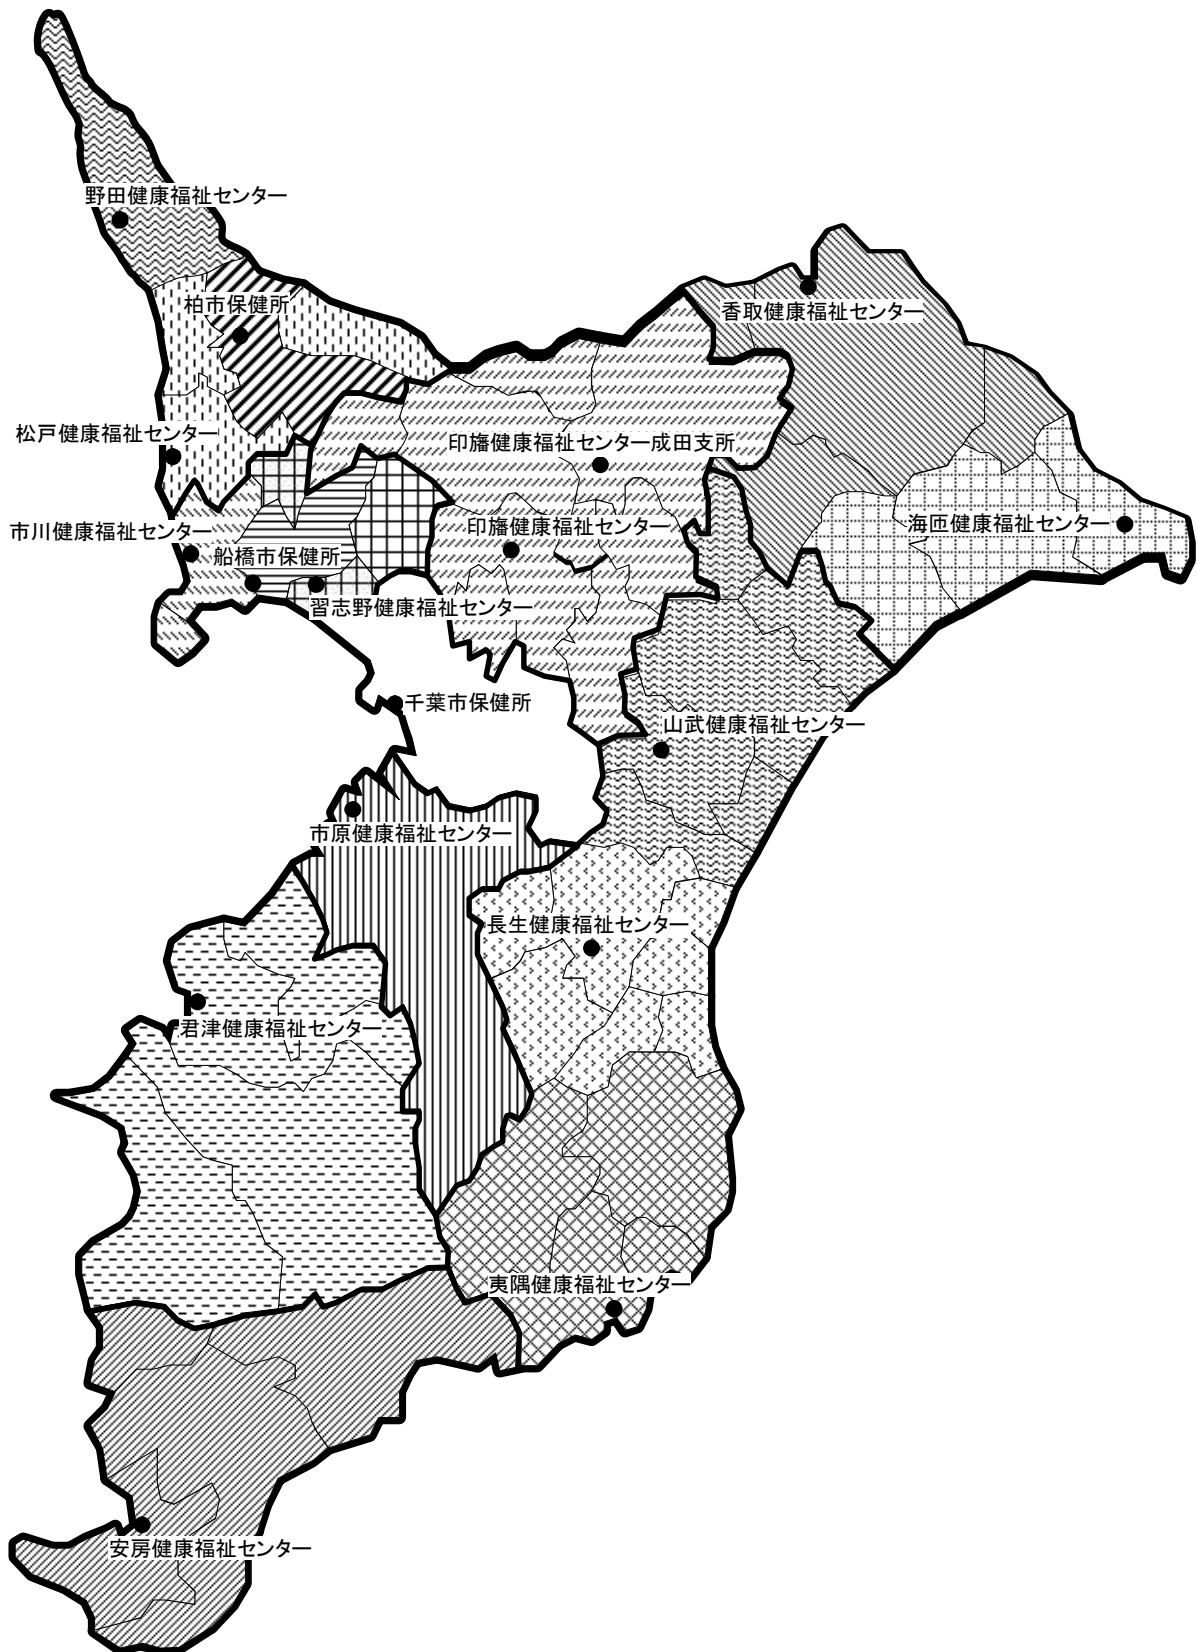 野田健康福祉センター
柏市保健所
香取健康福祉センター
松戸健康福祉センター
印旛健康福祉センター成田支所
市川健康福祉センター
印旛健康福祉センター
海匝健康福祉センター
船橋市保健所
習志野健康福祉センター
千葉市保健所
山武健康福祉センター
市原健康福祉センター
長生健康福祉センター
君津健康福祉センター
夷隅健康福祉センター
安房健康福祉センター